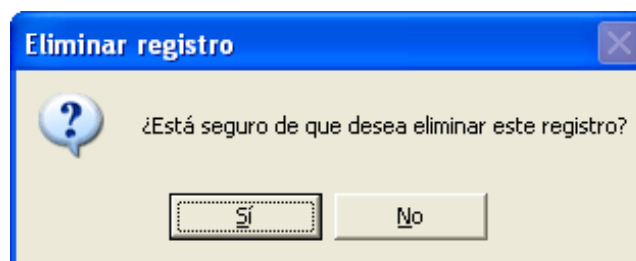 Eliminar registro
¿Está seguro de que desea eliminar este registro?
Sí
No